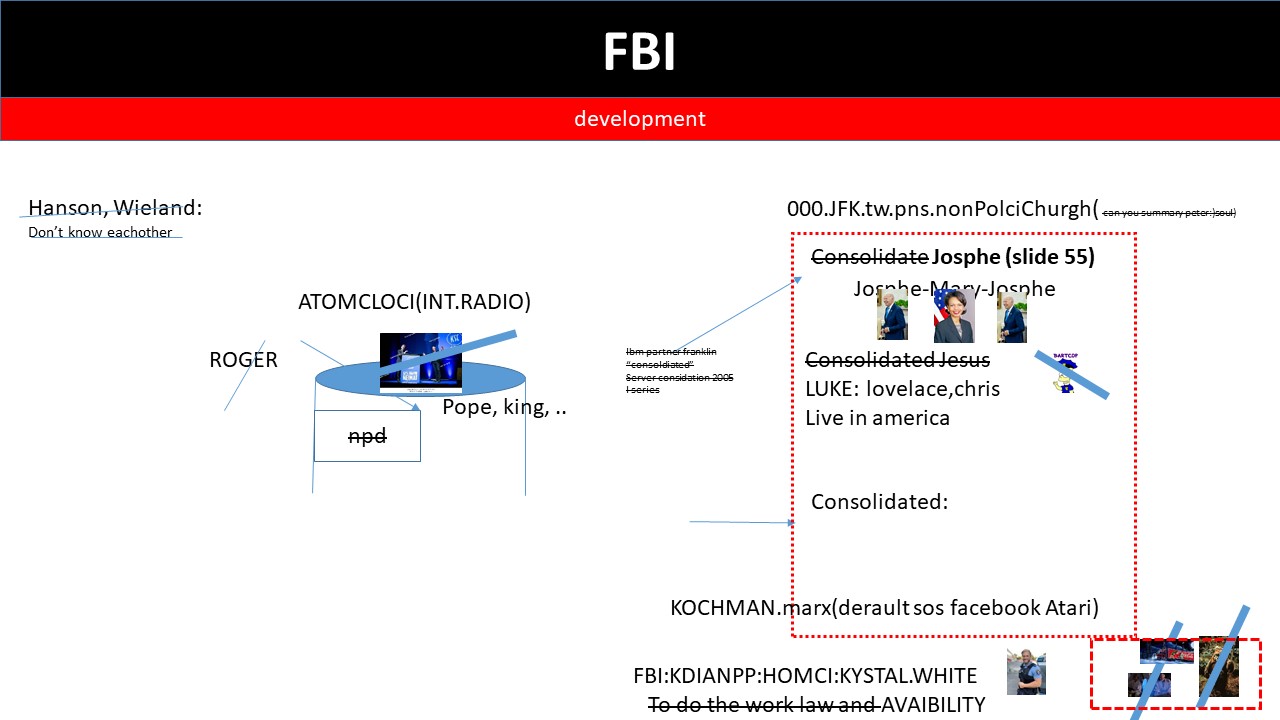 FBI
development
Hanson, Wieland:
Don't know eachother
000.JFK.tw.pns.nonPolciChurgh( can you summary peter:)soul)
Consolidate Josphe (slide 55)
Josphe-Mary-Josphe
ATOMCLOCI(INT.RADIO)
ROGER
Pope, king, ..
npd
Ibm partner franklin
"consoldiated"
Server considation 2005
I series
Consolidated Jesus
BARTCOP
LUKE: lovelace,chris
Live in america
Consolidated:
KOCHMAN.marx(derault sos facebook Atari)
FBI:KDIANPP:HOMCI:KYSTAL.WHITE
To do the work law and AVAIBILITY